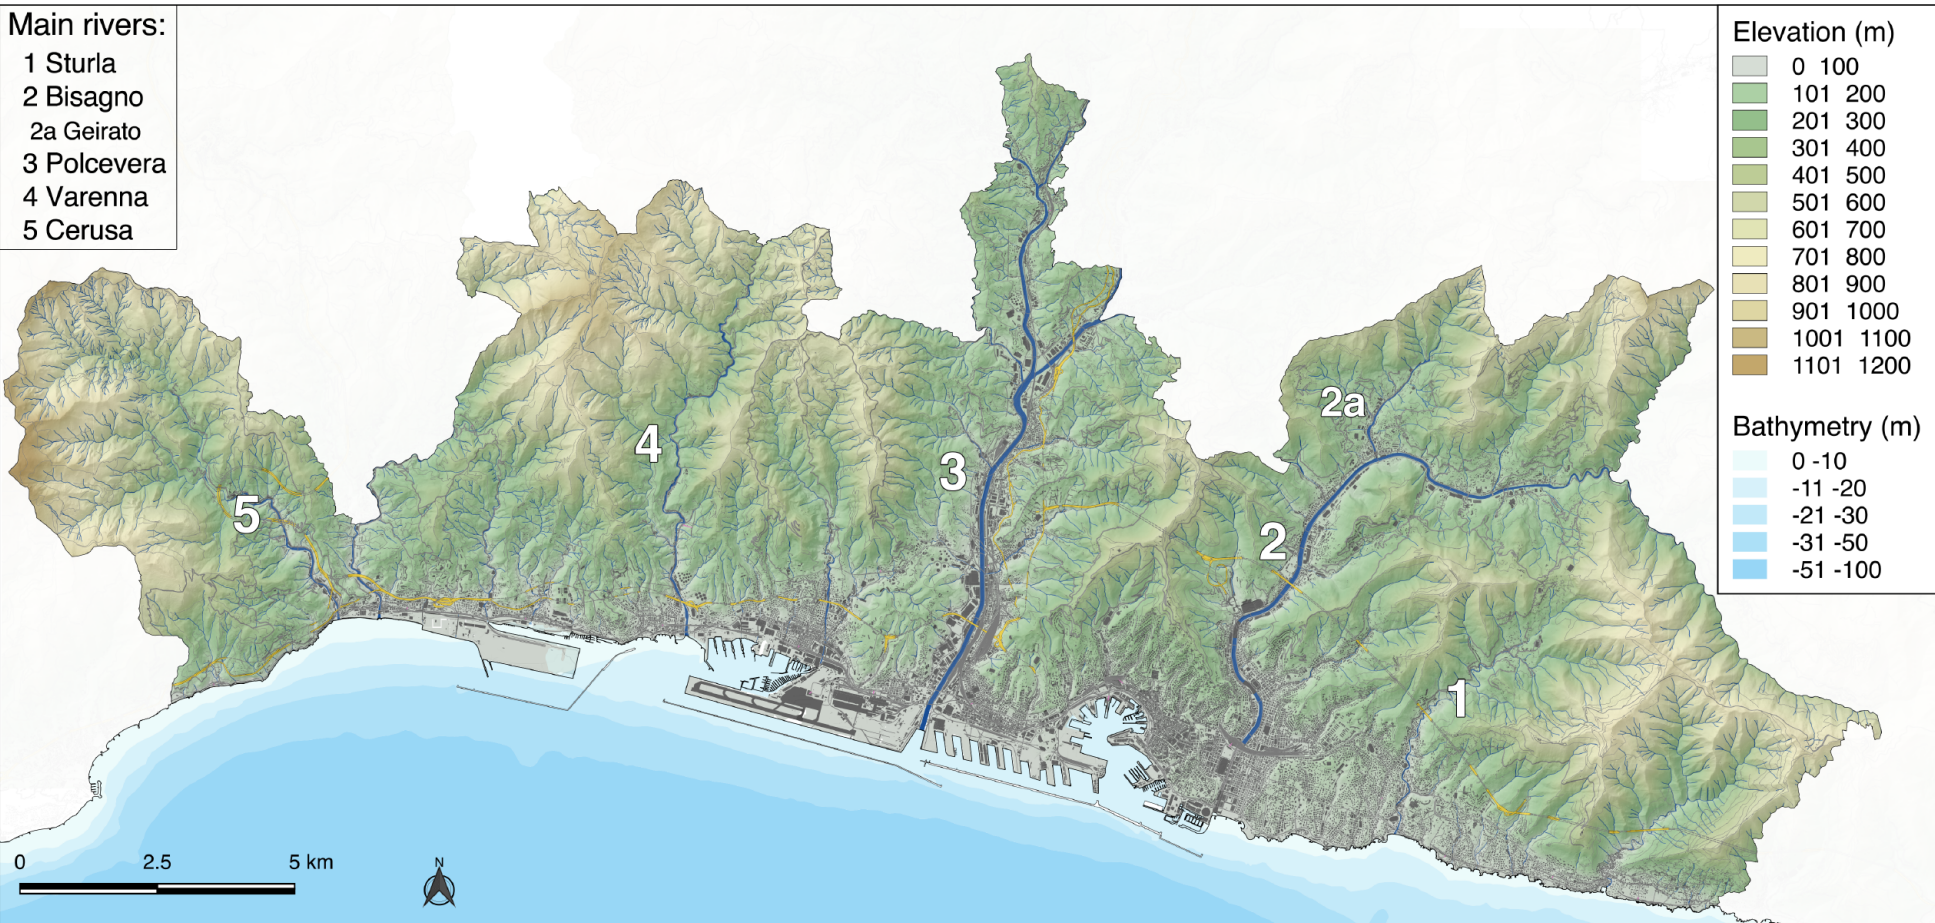 Main rivers:
1 Sturla
2 Bisagno
2a Geirato
3 Polcevera
4 Varenna
5 Cerusa
Elevation (m)
0 100
101 200
201 300
301 400
401 500
501 600
601 700
701 800
801 900
901 1000
1001 1100
1101 1200
Bathymetry (m)
0 -10
-11 -20
-21 -30
-31 -50
-51 -100
2a
4
3
5
2
1
0 2.5 5 km
N